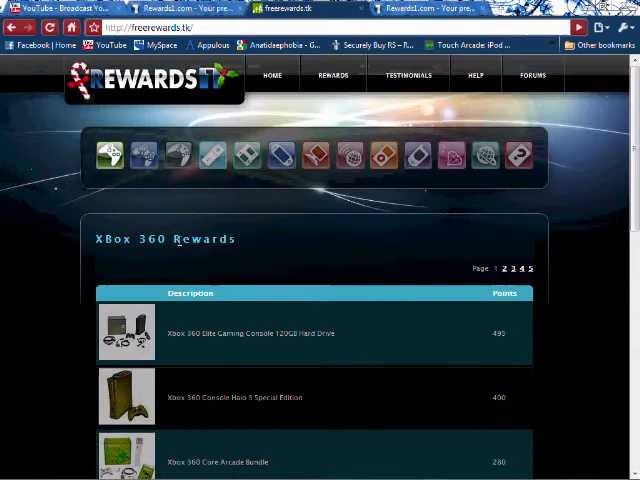 YouTube - Broadcast Yo...
Rewards1.com - Your pre...
freerewards.tk
Rewards1.com - Your pre...
http://freerewards.tk/
Facebook | Home
YouTube
MySpace
Appulous
Anatidaephobia - G...
Securely Buy RS – R...
Touch Arcade: iPod ...
Other bookmarks
REWARDS1
HOME
REWARDS
TESTIMONIALS
HELP
FORUMS
XBox 360 Rewards
Page: 1 2 3 4 5
Description Points
Xbox 360 Elite Gaming Console 120GB Hard Drive 495
Xbox 360 Console Halo 3 Special Edition 400
Xbox 360 Core Arcade Bundle 280